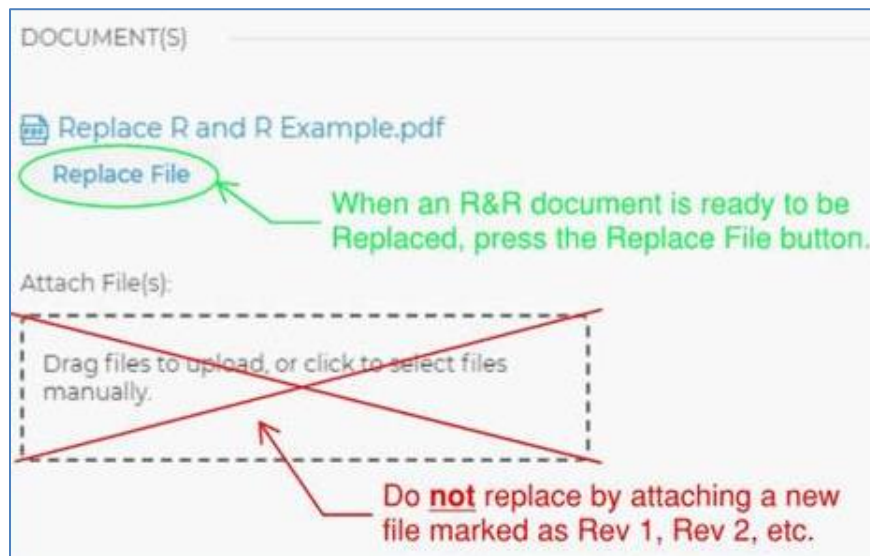 DOCUMENT(S)
PDF Replace R and R Example.pdf
Replace File
When an R&R document is ready to be
Replaced, press the Replace File button.
Attach File(s):
Drag files to upload, or click to select files
manually.
Do not replace by attaching a new
file marked as Rev 1, Rev 2, etc.